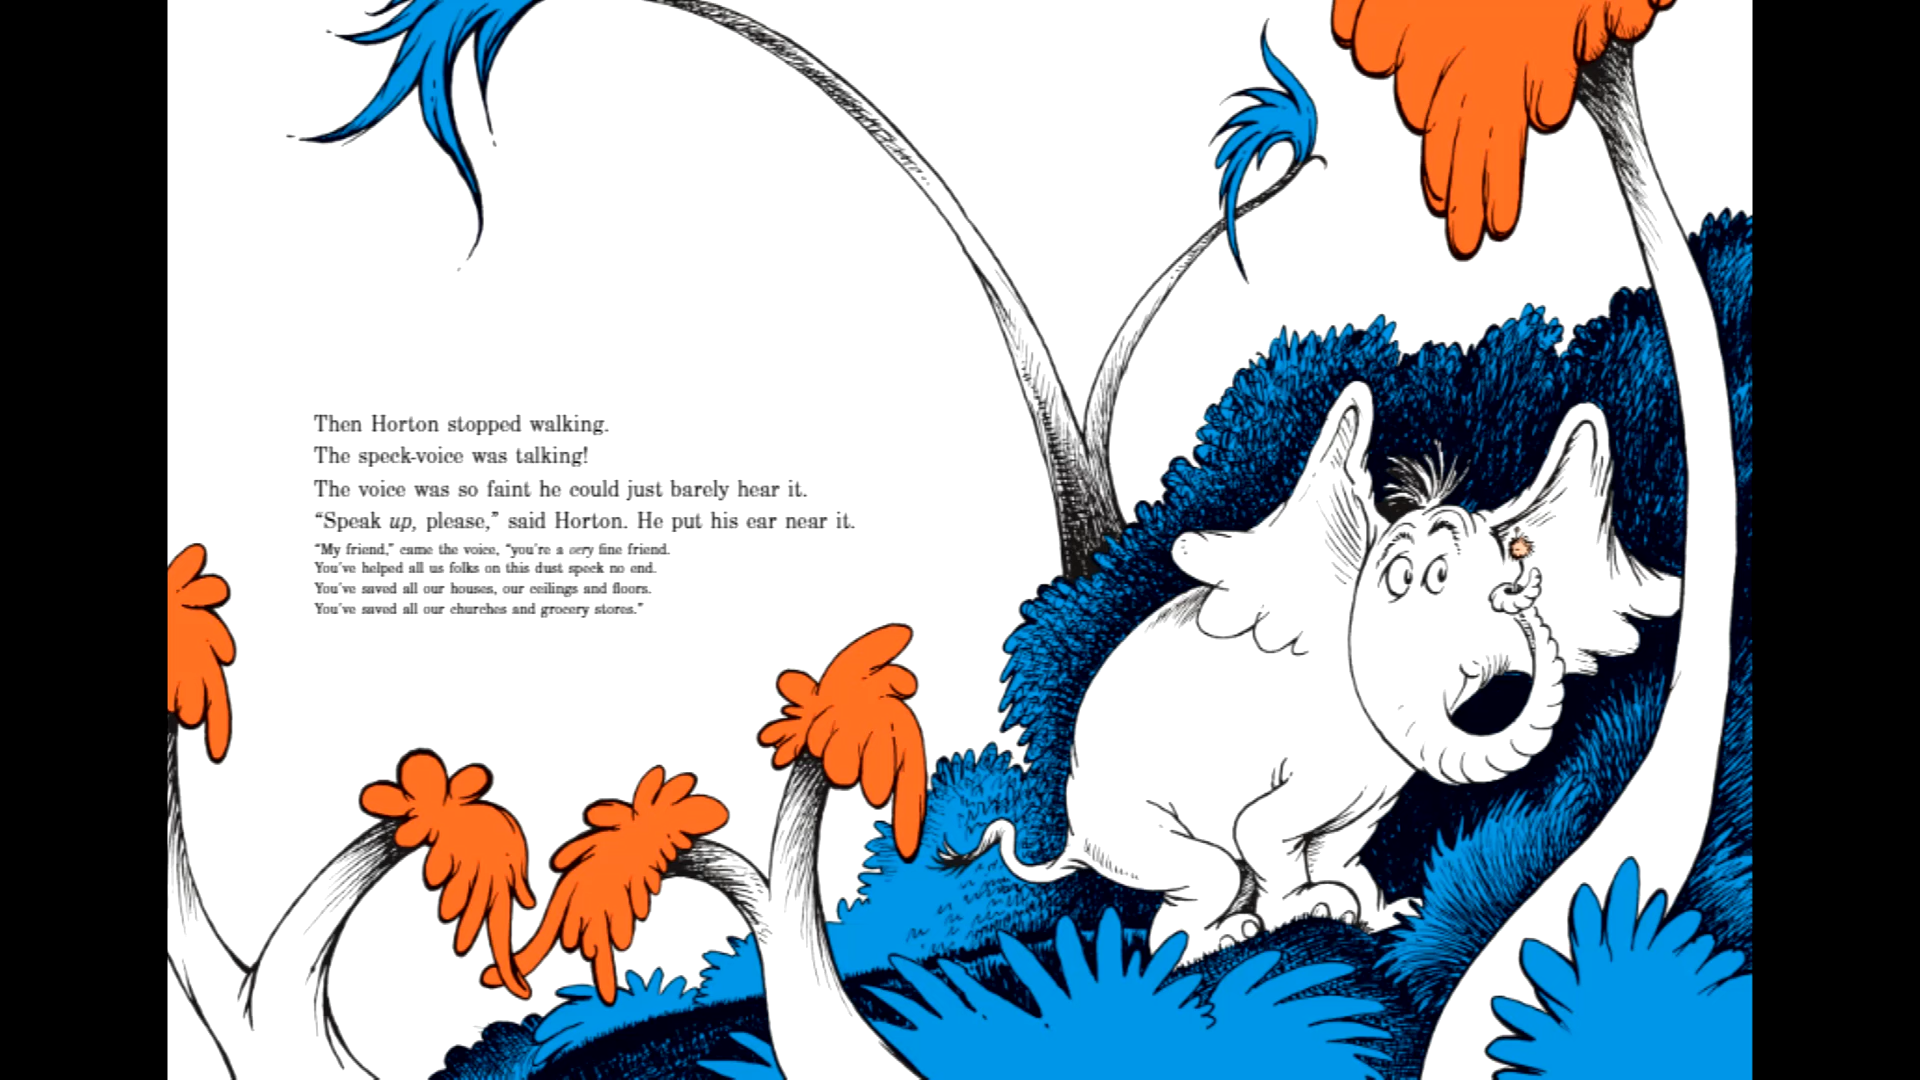 Then Horton stopped walking.
The speck-voice was talking!
The voice was so faint he could just barely hear it.
“Speak up, please,” said Horton. He put his ear near it.
“My friend,” came the voice, “you’re a very fine friend.
You’ve helped all us folks on this dust speck no end.
You’ve saved all our houses, our ceilings and floors.
You’ve saved all our churches and grocery stores.”